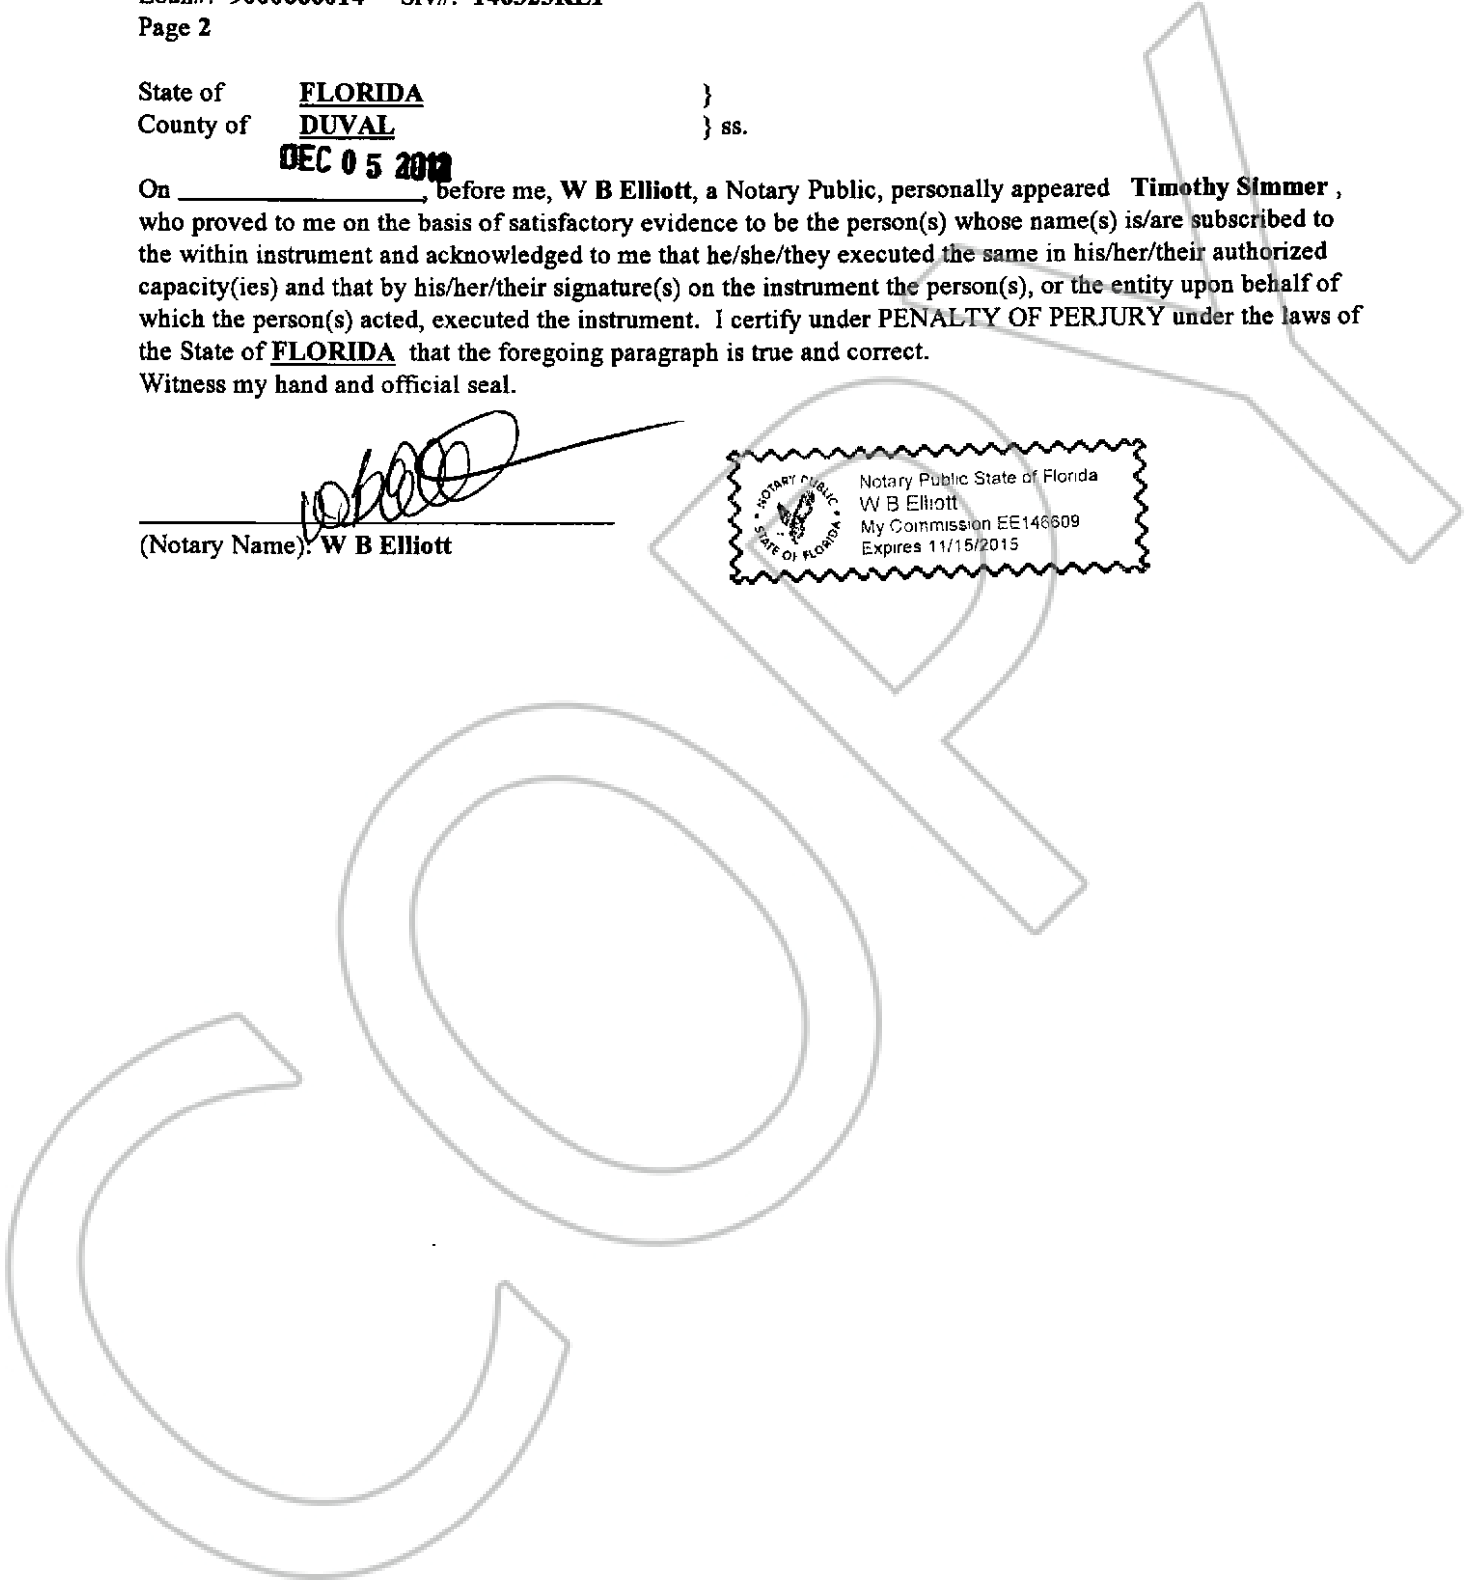 Page 2
State of FLORIDA }
County of DUVAL } ss.
DEC 05 2012
On ____________, before me, W B Elliott, a Notary Public, personally appeared Timothy Simmer ,
who proved to me on the basis of satisfactory evidence to be the person(s) whose name(s) is/are subscribed to
the within instrument and acknowledged to me that he/she/they executed the same in his/her/their authorized
capacity(ies) and that by his/her/their signature(s) on the instrument the person(s), or the entity upon behalf of
which the person(s) acted, executed the instrument. I certify under PENALTY OF PERJURY under the laws of
the State of FLORIDA that the foregoing paragraph is true and correct.
Witness my hand and official seal.
(Notary Name): W B Elliott
NOTARY PUBLIC
STATE OF FLORIDA
Notary Public State of Florida
W B Elliott
My Commission EE146609
Expires 11/15/2015
COPY